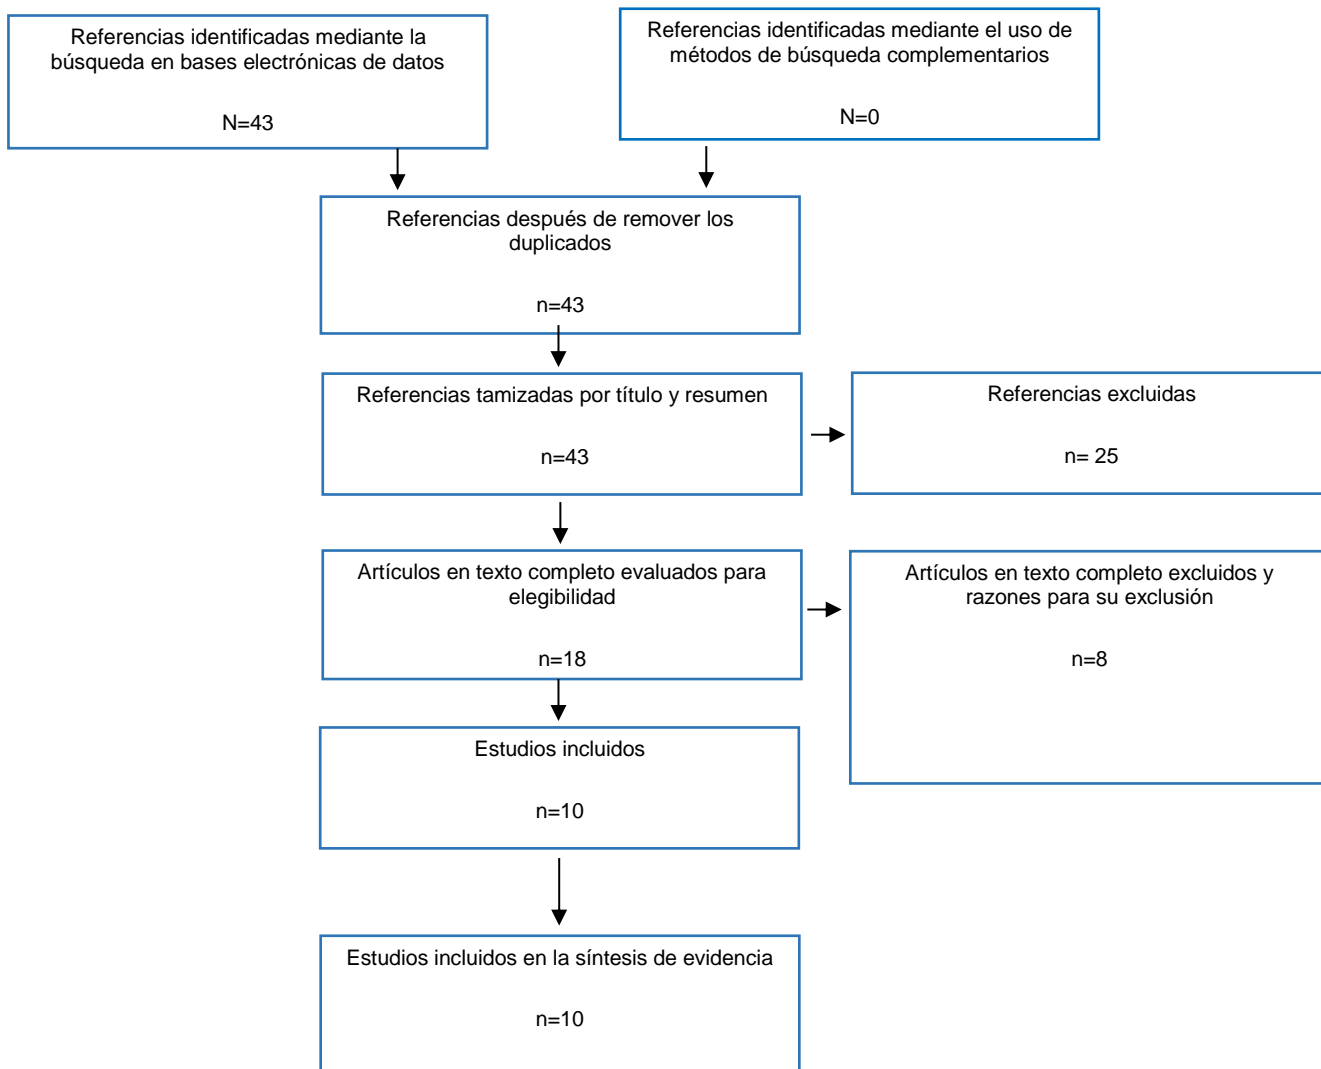 Referencias identificadas mediante la
búsqueda en bases electrónicas de datos
N=43
Referencias identificadas mediante el uso de
métodos de búsqueda complementarios
N=0
Referencias después de remover los
duplicados
n=43
Referencias tamizadas por título y resumen
n=43
Referencias excluidas
n= 25
Artículos en texto completo evaluados para
elegibilidad
n=18
Artículos en texto completo excluidos y
razones para su exclusión
n=8
Estudios incluidos
n=10
Estudios incluidos en la síntesis de evidencia
n=10